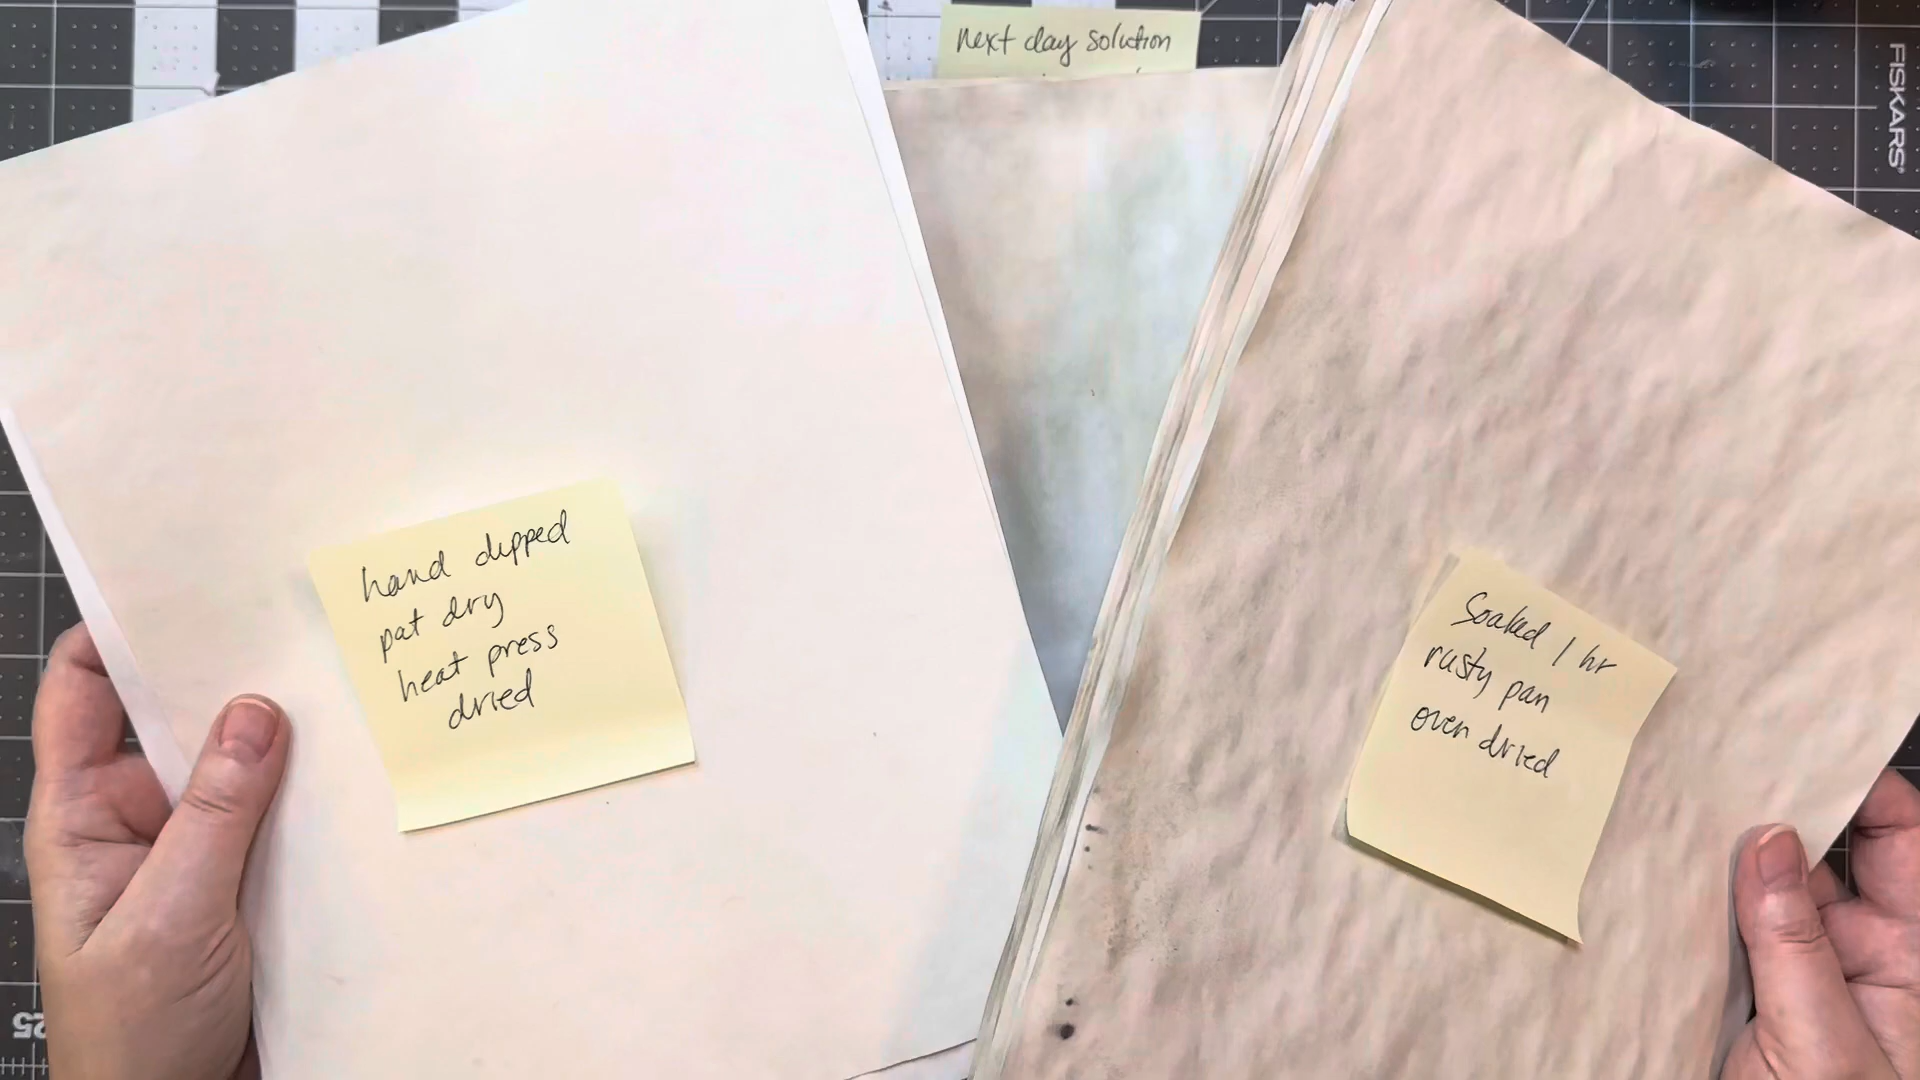 next day solution
hand dipped
pat dry
heat press
dried
Soaked 1 hr
rusty pan
oven dried
FISKARS
25